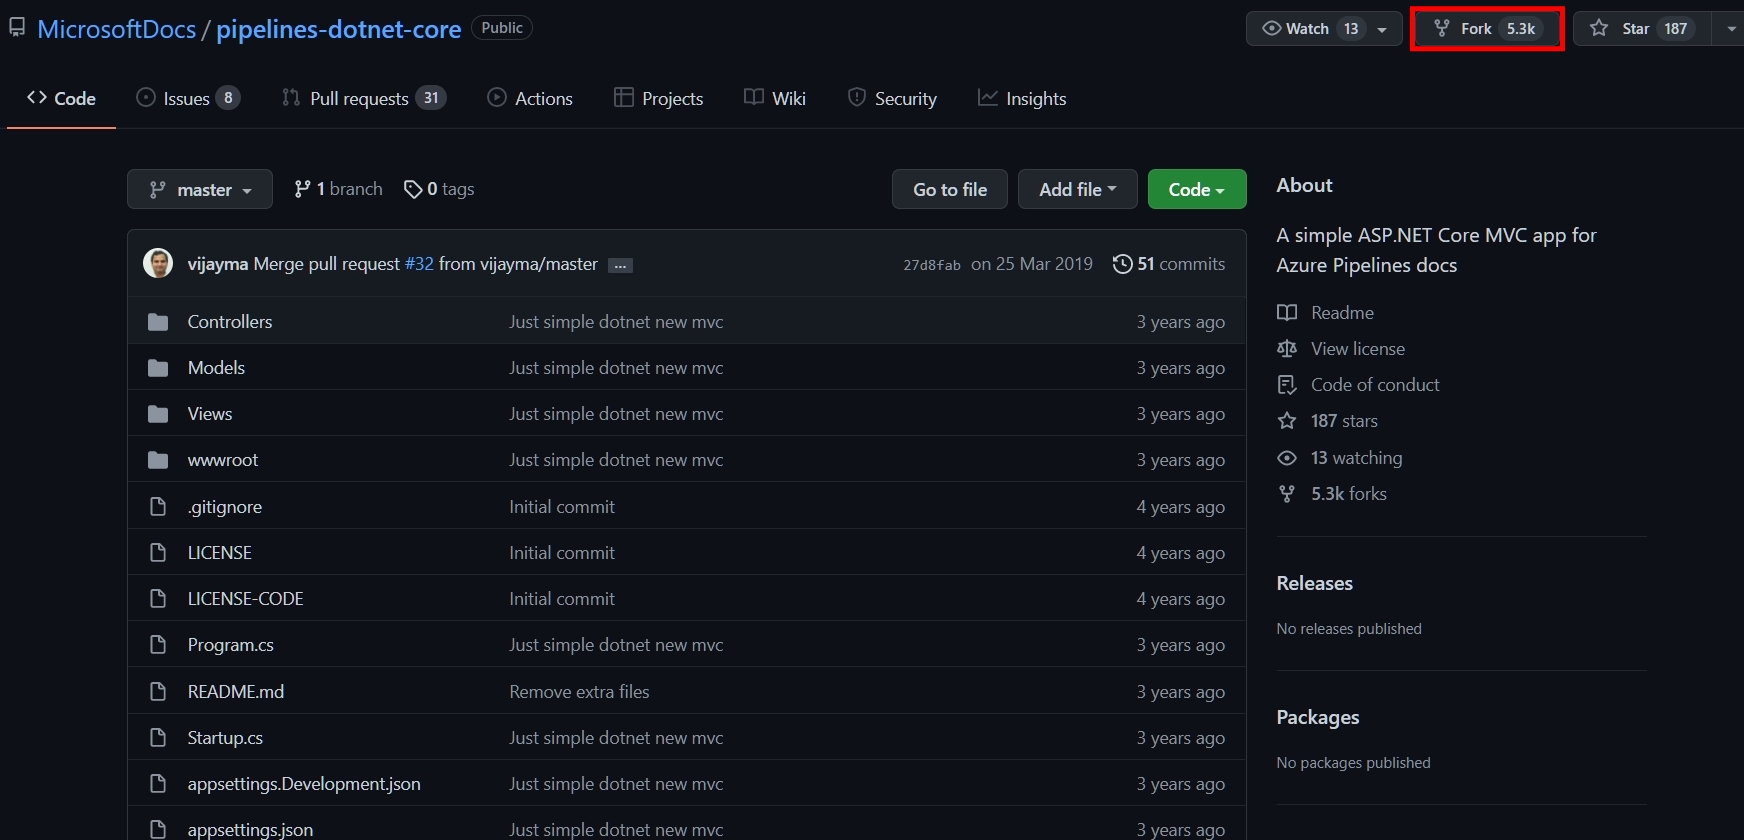 MicrosoftDocs / pipelines-dotnet-core Public Watch 13 Fork 5.3k Star 187
Code Issues 8 Pull requests 31 Actions Projects Wiki Security Insights
master 1 branch 0 tags Go to file Add file Code
vijayma Merge pull request #32 from vijayma/master ... 27d8fab on 25 Mar 2019 51 commits
Controllers Just simple dotnet new mvc 3 years ago
Models Just simple dotnet new mvc 3 years ago
Views Just simple dotnet new mvc 3 years ago
wwwroot Just simple dotnet new mvc 3 years ago
.gitignore Initial commit 4 years ago
LICENSE Initial commit 4 years ago
LICENSE-CODE Initial commit 4 years ago
Program.cs Just simple dotnet new mvc 3 years ago
README.md Remove extra files 3 years ago
Startup.cs Just simple dotnet new mvc 3 years ago
appsettings.Development.json Just simple dotnet new mvc 3 years ago
appsettings.json Just simple dotnet new mvc 3 years ago
About
A simple ASP.NET Core MVC app for
Azure Pipelines docs
Readme
View license
Code of conduct
187 stars
13 watching
5.3k forks
Releases
No releases published
Packages
No packages published